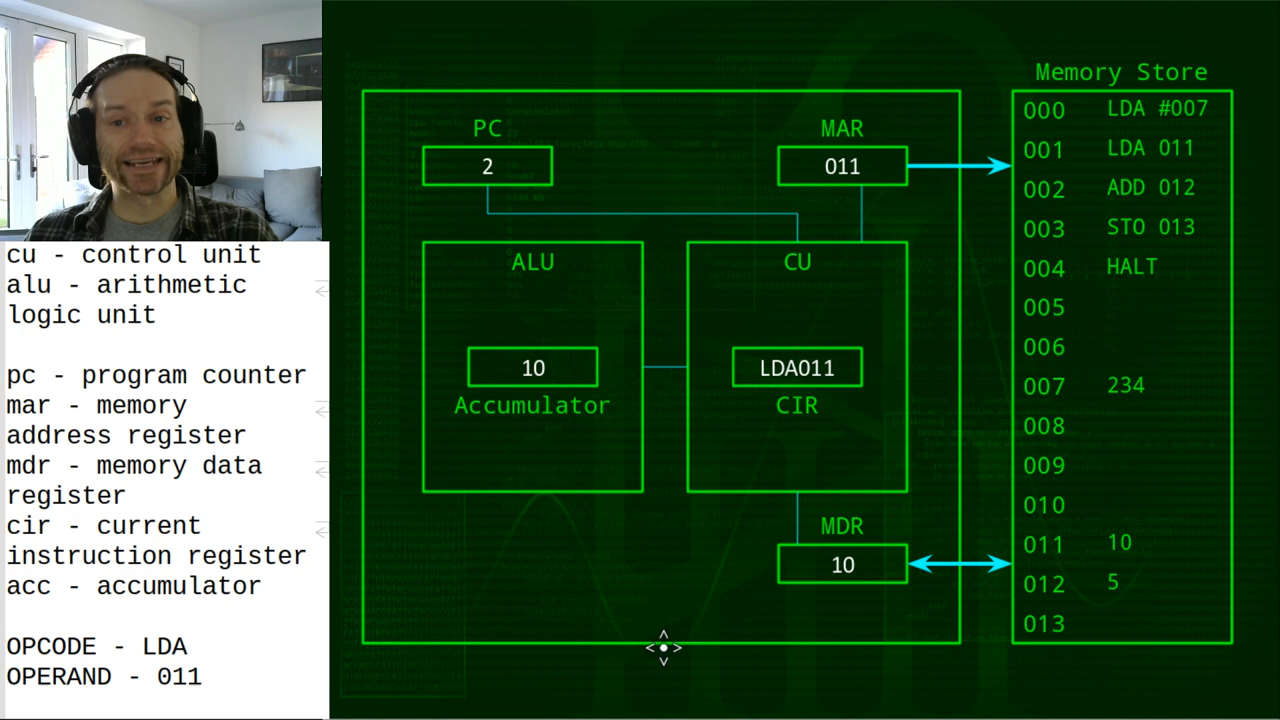 cu - control unit
alu - arithmetic
logic unit
pc - program counter
mar - memory
address register
mdr - memory data
register
cir - current
instruction register
acc - accumulator
OPCODE - LDA
OPERAND - 011
PC
2
MAR
011
ALU
10
Accumulator
CU
LDA011
CIR
MDR
10
Memory Store
000 LDA #007
001 LDA 011
002 ADD 012
003 STO 013
004 HALT
005
006
007 234
008
009
010
011 10
012 5
013